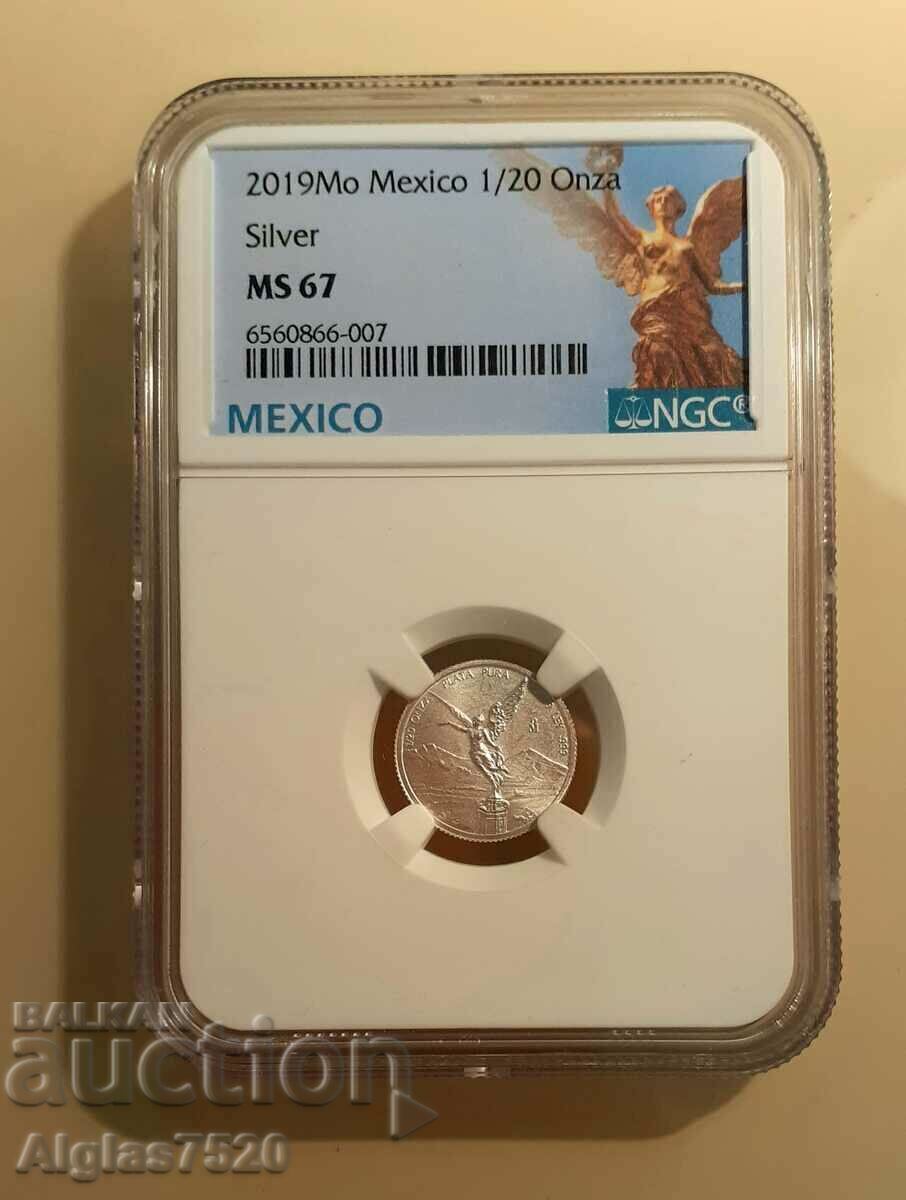 2019Mo Mexico 1/20 Onza
Silver
MS 67
6560866-007
MEXICO
NGC®
1/20 ONZA PLATA PURA
LEY .999
BALKAN
auction
Alglas7520